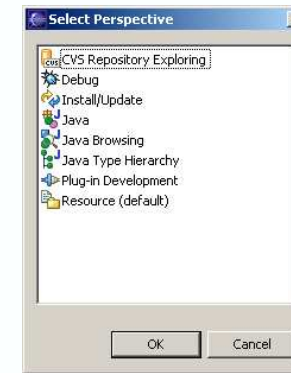 Select Perspective
CVS Repository Exploring
Debug
Install/Update
Java
Java Browsing
Java Type Hierarchy
Plug-in Development
Resource (default)
OK
Cancel